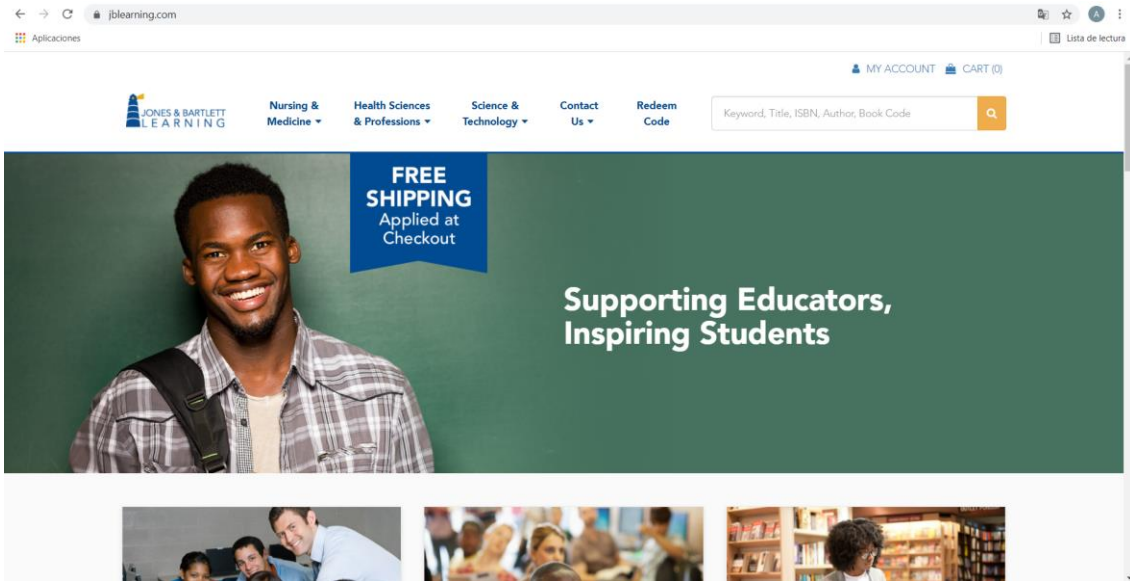 jblearning.com
A
Aplicaciones
Lista de lectura
MY ACCOUNT CART (0)
JONES & BARTLETT
LEARNING
Nursing &
Medicine
Health Sciences
& Professions
Science &
Technology
Contact
Us
Redeem
Code
Keyword, Title, ISBN, Author, Book Code
FREE
SHIPPING
Applied at
Checkout
Supporting Educators,
Inspiring Students